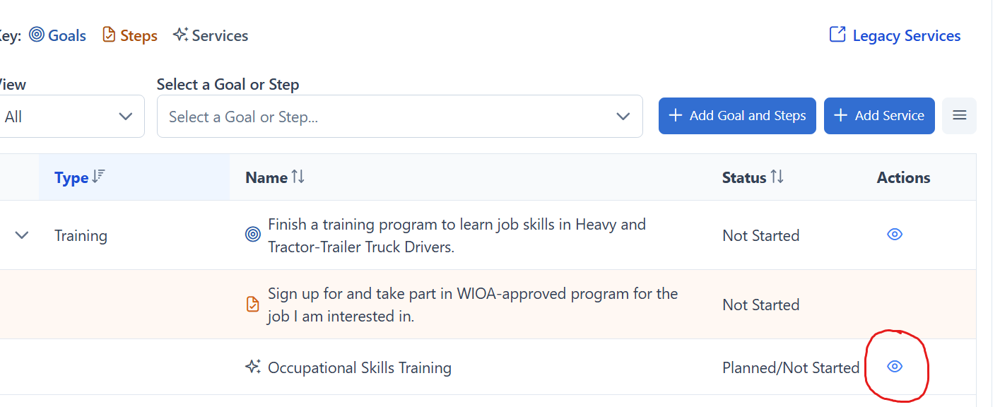 ey: Goals Steps Services
Legacy Services
View
Select a Goal or Step
All
Select a Goal or Step...
Add Goal and Steps
Add Service
Type Name Status Actions
Training
Finish a training program to learn job skills in Heavy and
Tractor-Trailer Truck Drivers.
Not Started
Sign up for and take part in WIOA-approved program for the
job I am interested in.
Not Started
Occupational Skills Training
Planned/Not Started